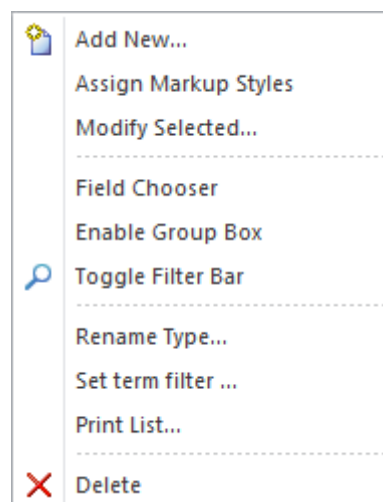 Add New...
Assign Markup Styles
Modify Selected...
Field Chooser
Enable Group Box
Toggle Filter Bar
Rename Type...
Set term filter ...
Print List...
Delete